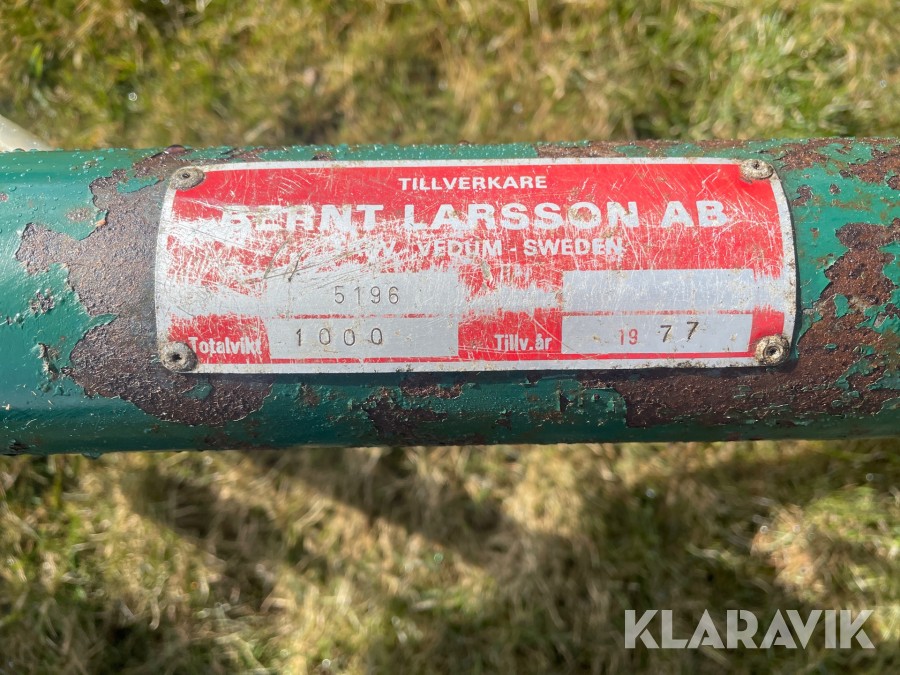 TILLVERKARE
BERNT LARSSON AB
VEDUM - SWEDEN
5196
Totalvikt 1000 Tillv.år 19 77
KLARAVIK